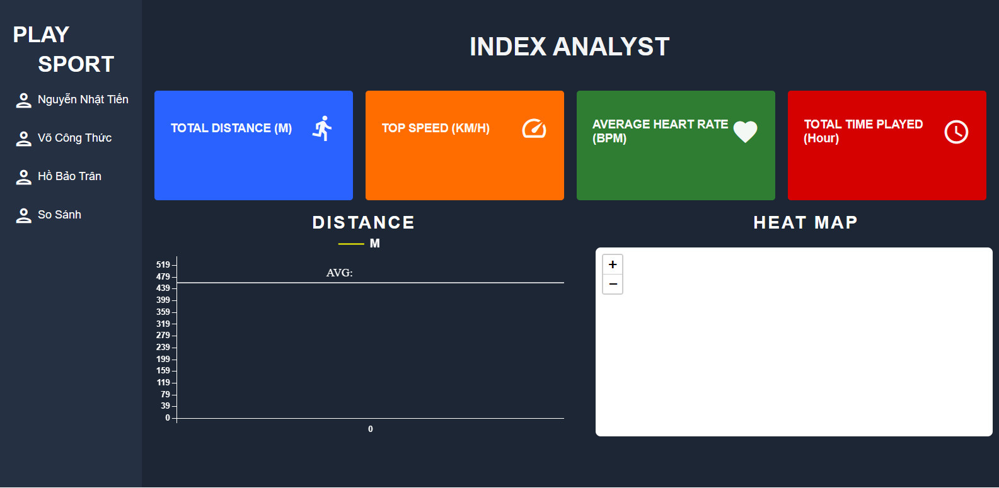 PLAY
SPORT
Nguyễn Nhật Tiến
Võ Công Thức
Hồ Bảo Trân
So Sánh
INDEX ANALYST
TOTAL DISTANCE (M)
TOP SPEED (KM/H)
AVERAGE HEART RATE
(BPM)
TOTAL TIME PLAYED
(Hour)
DISTANCE
M
AVG:
519
479
439
399
359
319
279
239
199
159
119
79
39
0
0
HEAT MAP
+
−